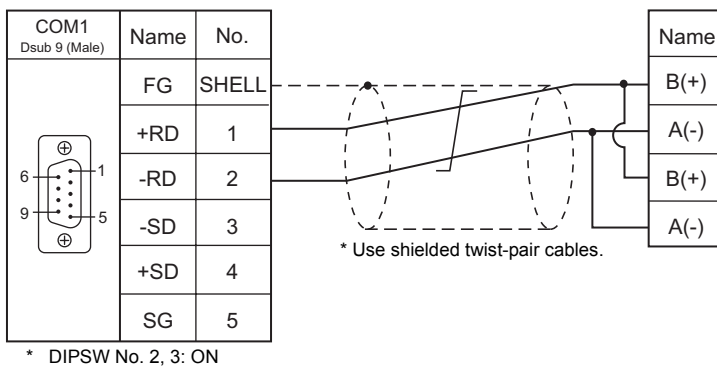 COM1
Dsub 9 (Male)
Name No.
FG SHELL
+RD 1
-RD 2
-SD 3
+SD 4
SG 5
6 1
9 5
Name
B(+)
A(-)
B(+)
A(-)
* Use shielded twist-pair cables.
* DIPSW No. 2, 3: ON